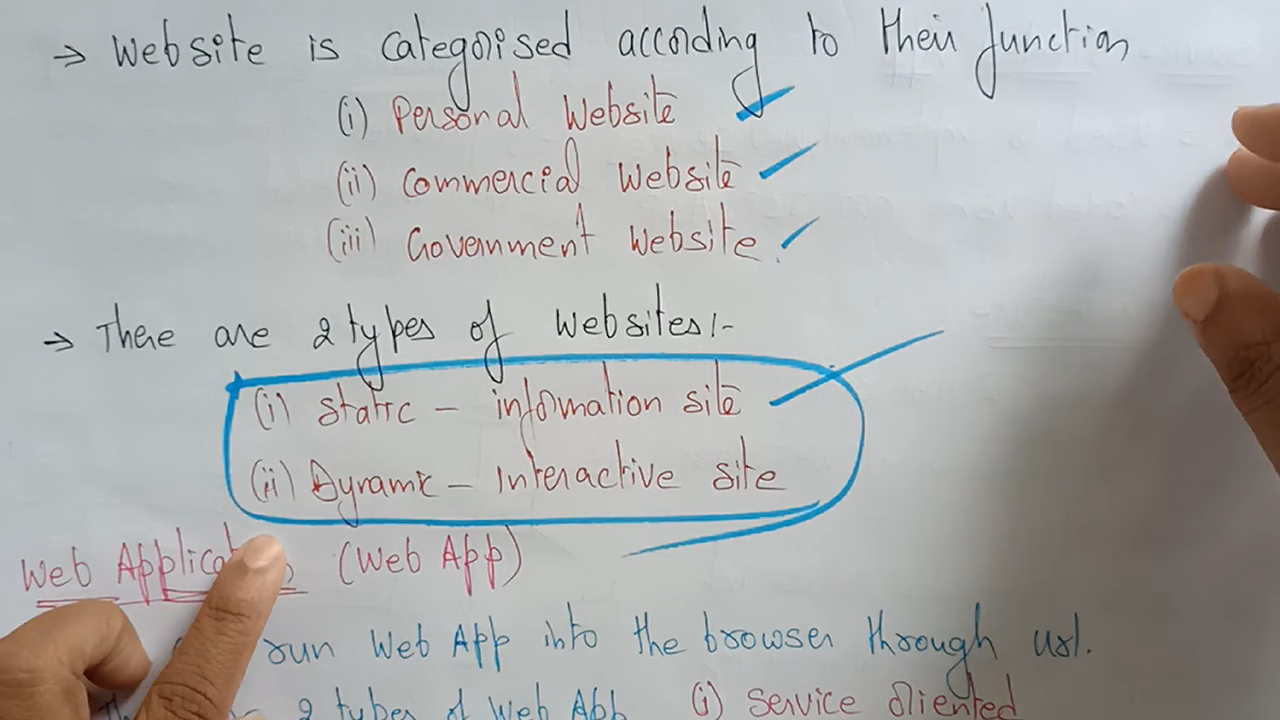 → Website is categorised according to their function
(i) Personal Website
(ii) Commercial Website
(iii) Government Website.
→ There are 2 types of websites:-
(i) Static - information site
(ii) Dynamic - Interactive site
Web (Web App)
run Web App into the browser through url.
2 types of Web App (i) Service oriented